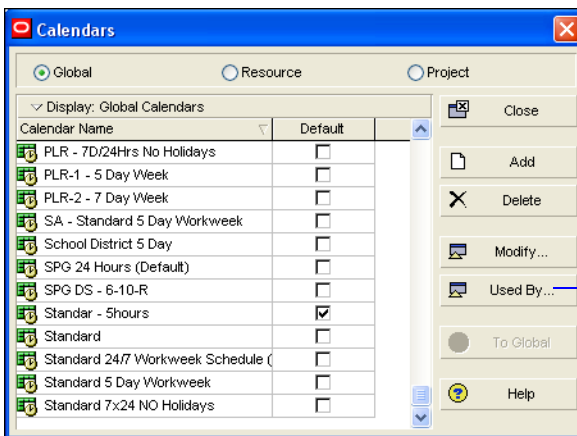 Calendars
Global Resource Project
Display: Global Calendars
Calendar Name Default
PLR - 7D/24Hrs No Holidays
PLR-1 - 5 Day Week
PLR-2 - 7 Day Week
SA - Standard 5 Day Workweek
School District 5 Day
SPG 24 Hours (Default)
SPG DS - 6-10-R
Standar - 5hours
Standard
Standard 24/7 Workweek Schedule (
Standard 5 Day Workweek
Standard 7x24 NO Holidays
Close
Add
Delete
Modify...
Used By...
To Global
Help